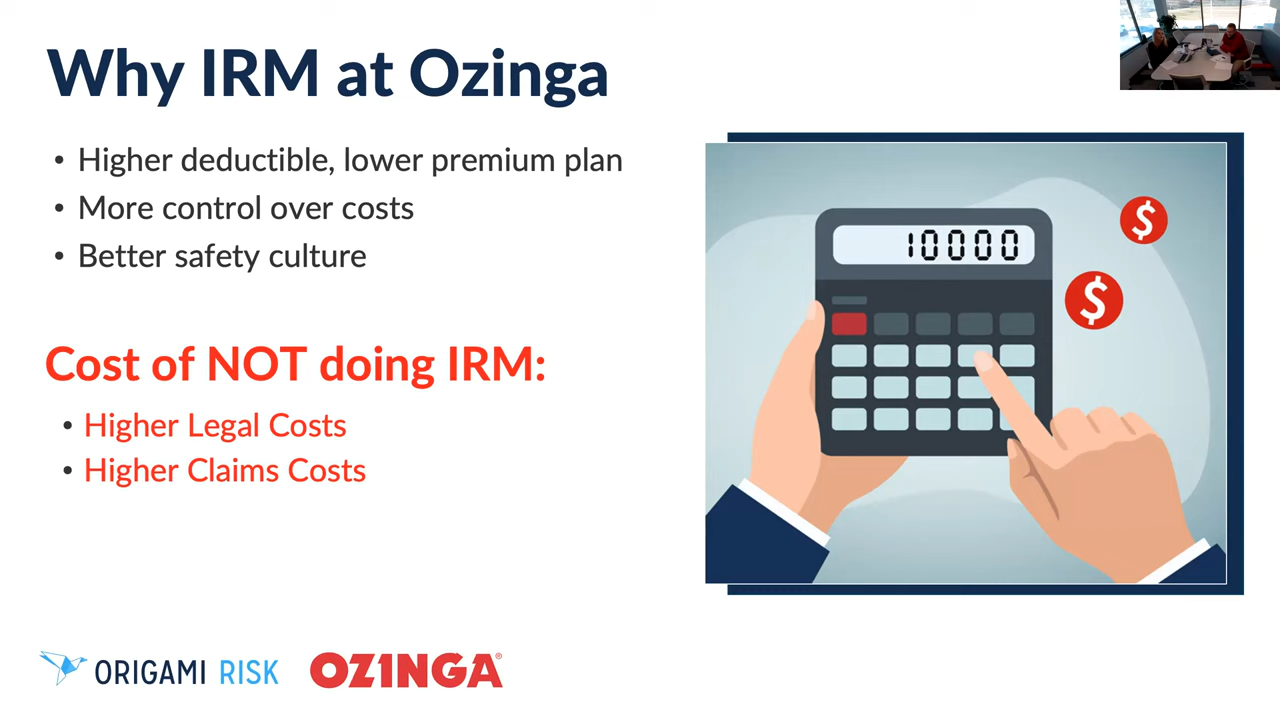 Why IRM at Ozinga
• Higher deductible, lower premium plan
• More control over costs
• Better safety culture
Cost of NOT doing IRM:
• Higher Legal Costs
• Higher Claims Costs
10000
$
$
ORIGAMI RISK
OZINGA®